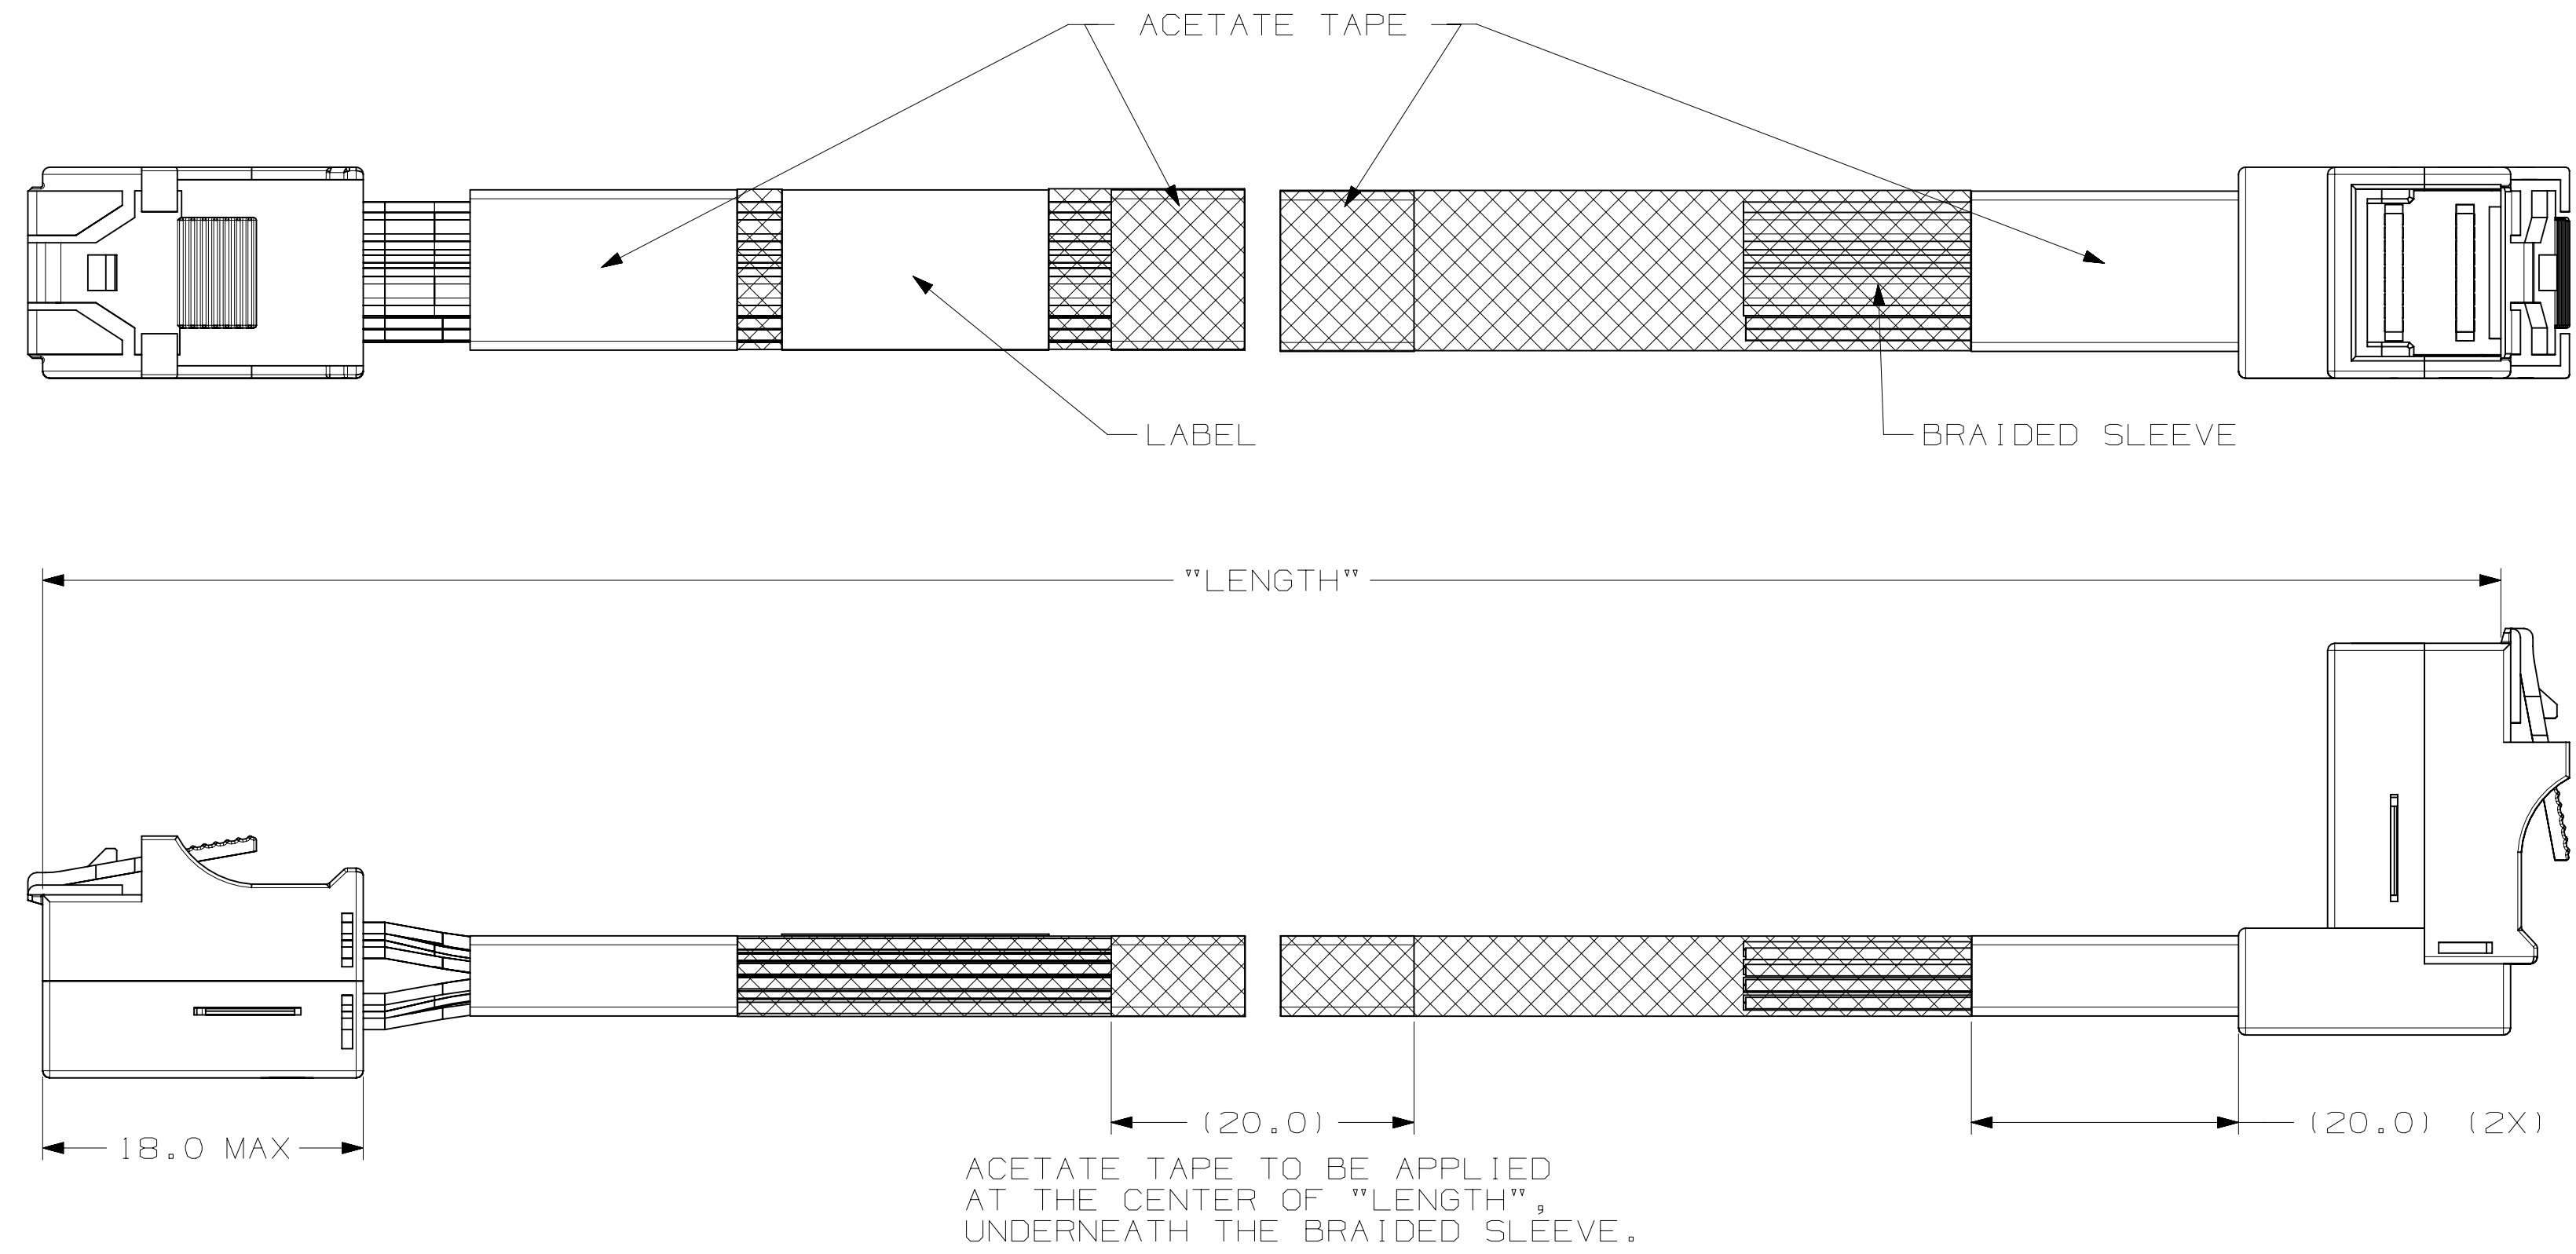 ACETATE TAPE
LABEL
BRAIDED SLEEVE
"LENGTH"
(20.0)
(20.0) (2X)
18.0 MAX
ACETATE TAPE TO BE APPLIED
AT THE CENTER OF "LENGTH",
UNDERNEATH THE BRAIDED SLEEVE.